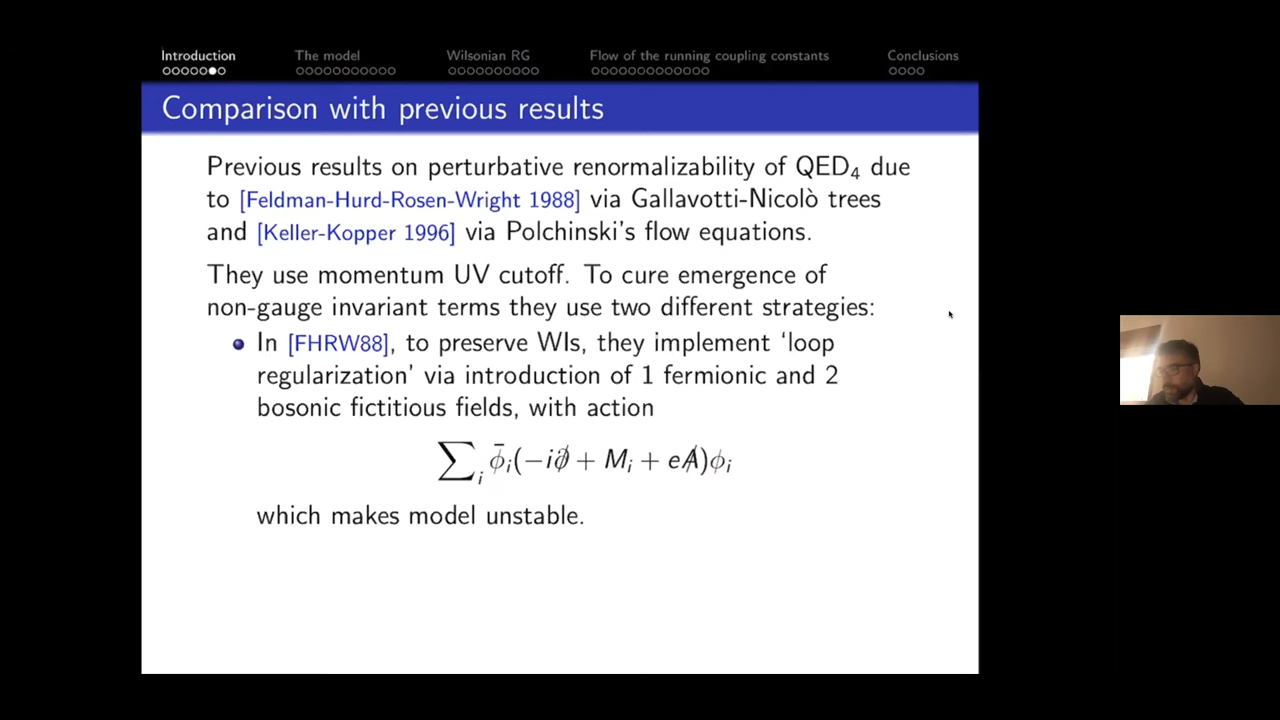 Introduction The model Wilsonian RG Flow of the running coupling constants Conclusions
Comparison with previous results
Previous results on perturbative renormalizability of QED₄ due
to [Feldman-Hurd-Rosen-Wright 1988] via Gallavotti-Nicolò trees
and [Keller-Kopper 1996] via Polchinski's flow equations.
They use momentum UV cutoff. To cure emergence of
non-gauge invariant terms they use two different strategies:
In [FHRW88], to preserve WIs, they implement ‘loop
regularization’ via introduction of 1 fermionic and 2
bosonic fictitious fields, with action
∑ᵢ ϕ̄ᵢ(−i∂̸ + Mᵢ + eA̸)ϕᵢ
which makes model unstable.